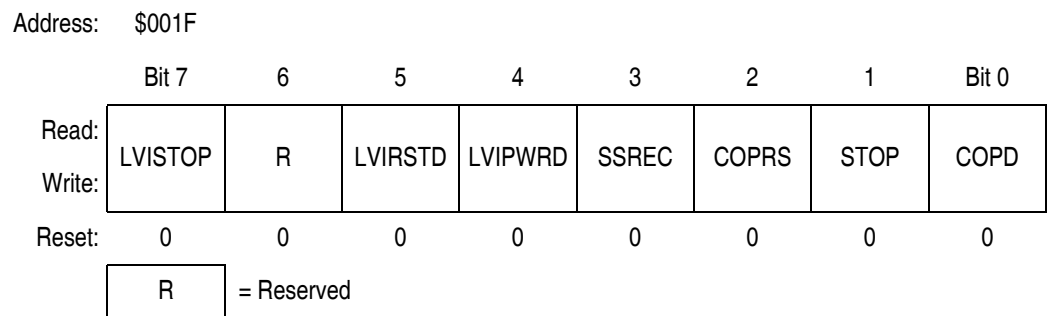 Address: $001F
Bit 7 6 5 4 3 2 1 Bit 0
Read:
LVISTOP R LVIRSTD LVIPWRD SSREC COPRS STOP COPD
Write:
Reset: 0 0 0 0 0 0 0 0
R = Reserved